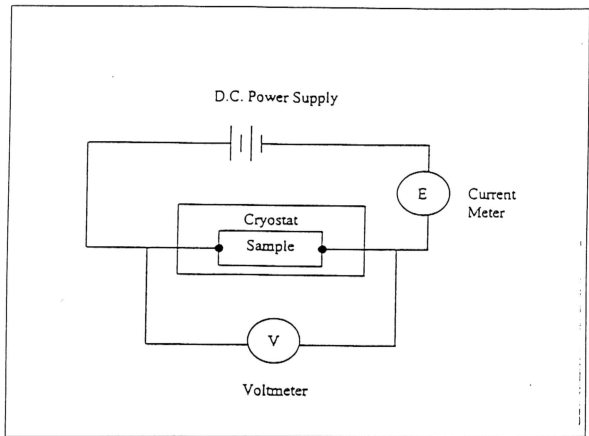 D.C. Power Supply
E
Current
Meter
Cryostat
Sample
V
Voltmeter